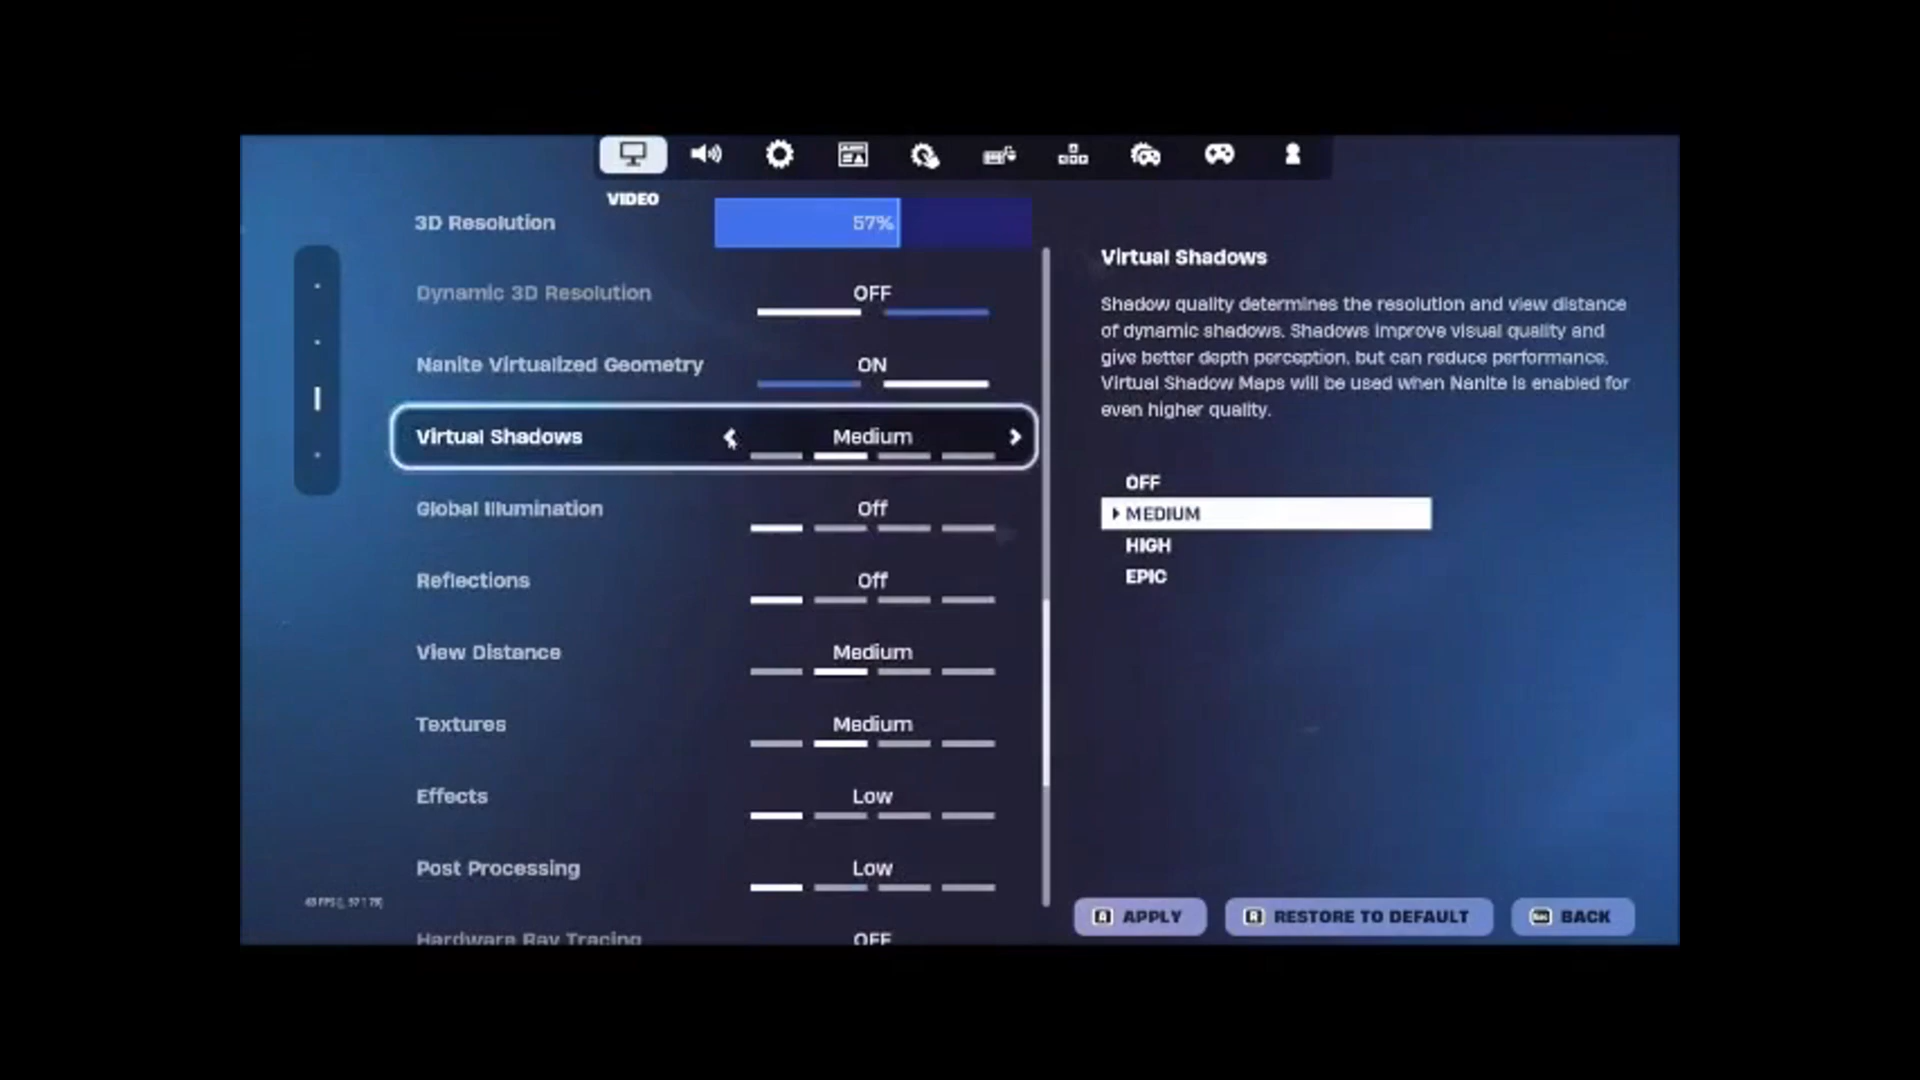 VIDEO
3D Resolution 57%
Dynamic 3D Resolution OFF
Nanite Virtualized Geometry ON
Virtual Shadows Medium
Global Illumination Off
Reflections Off
View Distance Medium
Textures Medium
Effects Low
Post Processing Low
Hardware Ray Tracing OFF
Virtual Shadows
Shadow quality determines the resolution and view distance
of dynamic shadows. Shadows improve visual quality and
give better depth perception, but can reduce performance.
Virtual Shadow Maps will be used when Nanite is enabled for
even higher quality.
OFF
MEDIUM
HIGH
EPIC
A APPLY
R RESTORE TO DEFAULT
BACK